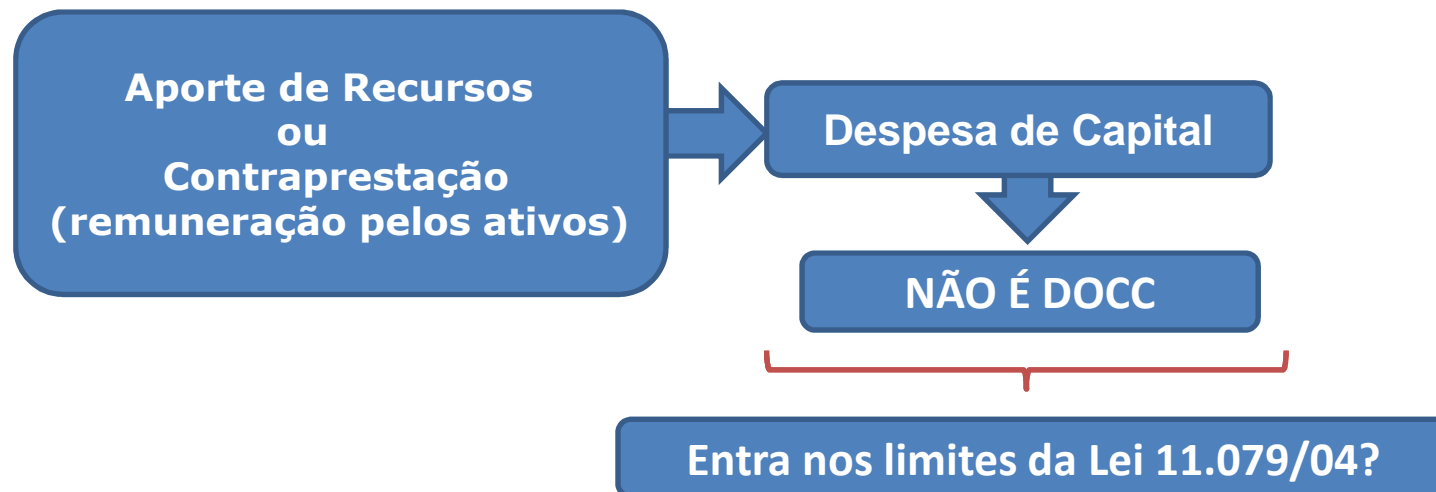 Aporte de Recursos
ou
Contraprestação
(remuneração pelos ativos)
Despesa de Capital
NÃO É DOCC
Entra nos limites da Lei 11.079/04?